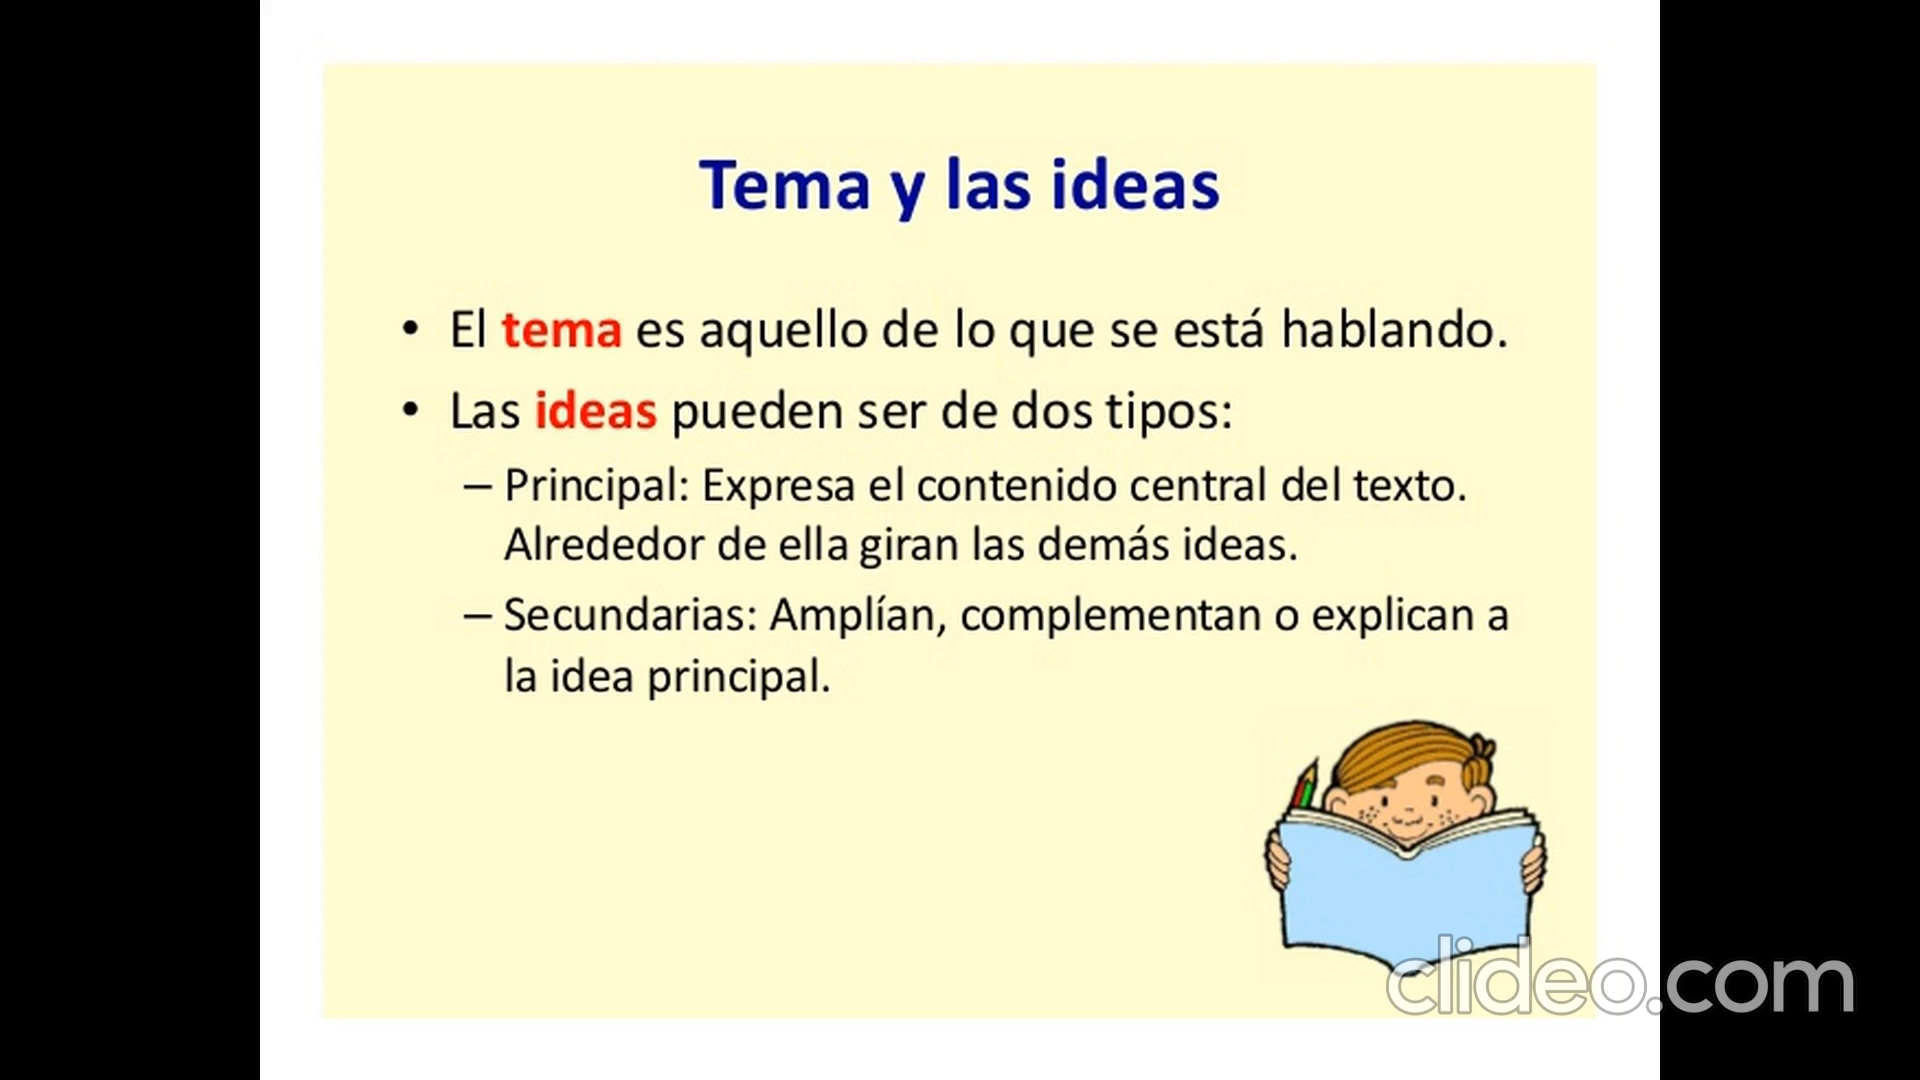 Tema y las ideas
• El tema es aquello de lo que se está hablando.
• Las ideas pueden ser de dos tipos:
– Principal: Expresa el contenido central del texto.
Alrededor de ella giran las demás ideas.
– Secundarias: Amplían, complementan o explican a
la idea principal.
clideo.com